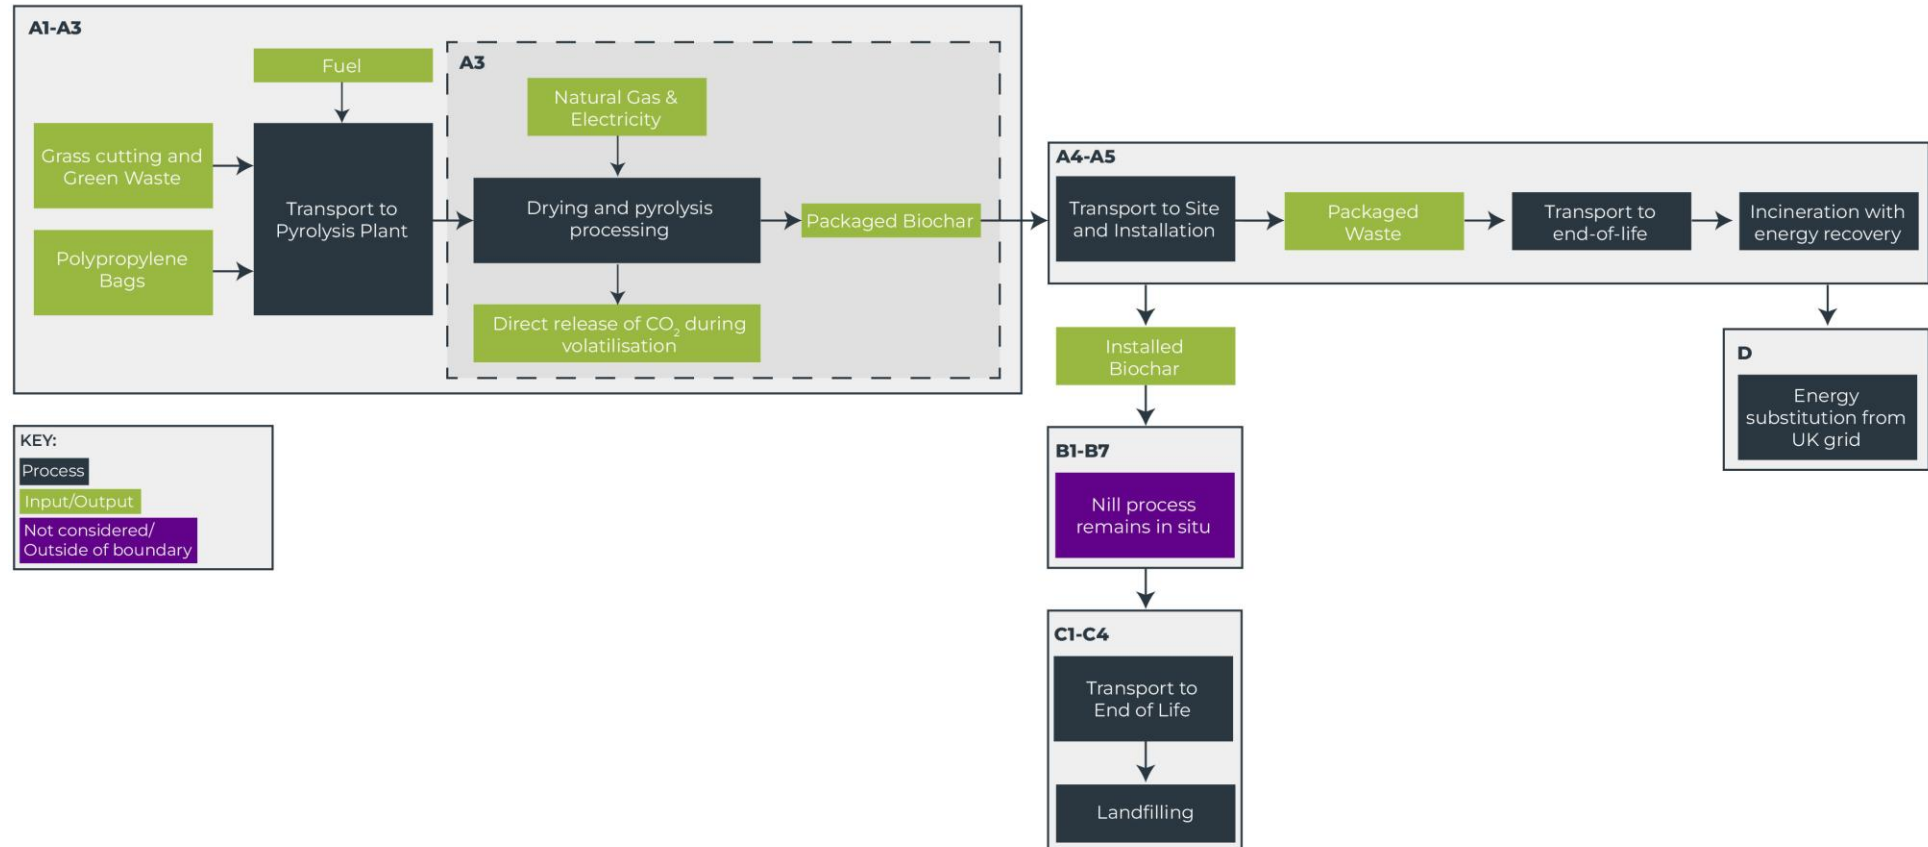 A1-A3
Fuel
Grass cutting and
Green Waste
Polypropylene
Bags
Transport to
Pyrolysis Plant
A3
Natural Gas &
Electricity
Drying and pyrolysis
processing
Direct release of CO₂ during
volatilisation
Packaged Biochar
A4-A5
Transport to Site
and Installation
Packaged
Waste
Transport to
end-of-life
Incineration with
energy recovery
Installed
Biochar
D
Energy
substitution from
UK grid
B1-B7
Nill process
remains in situ
C1-C4
Transport to
End of Life
Landfilling
KEY:
Process
Input/Output
Not considered/
Outside of boundary